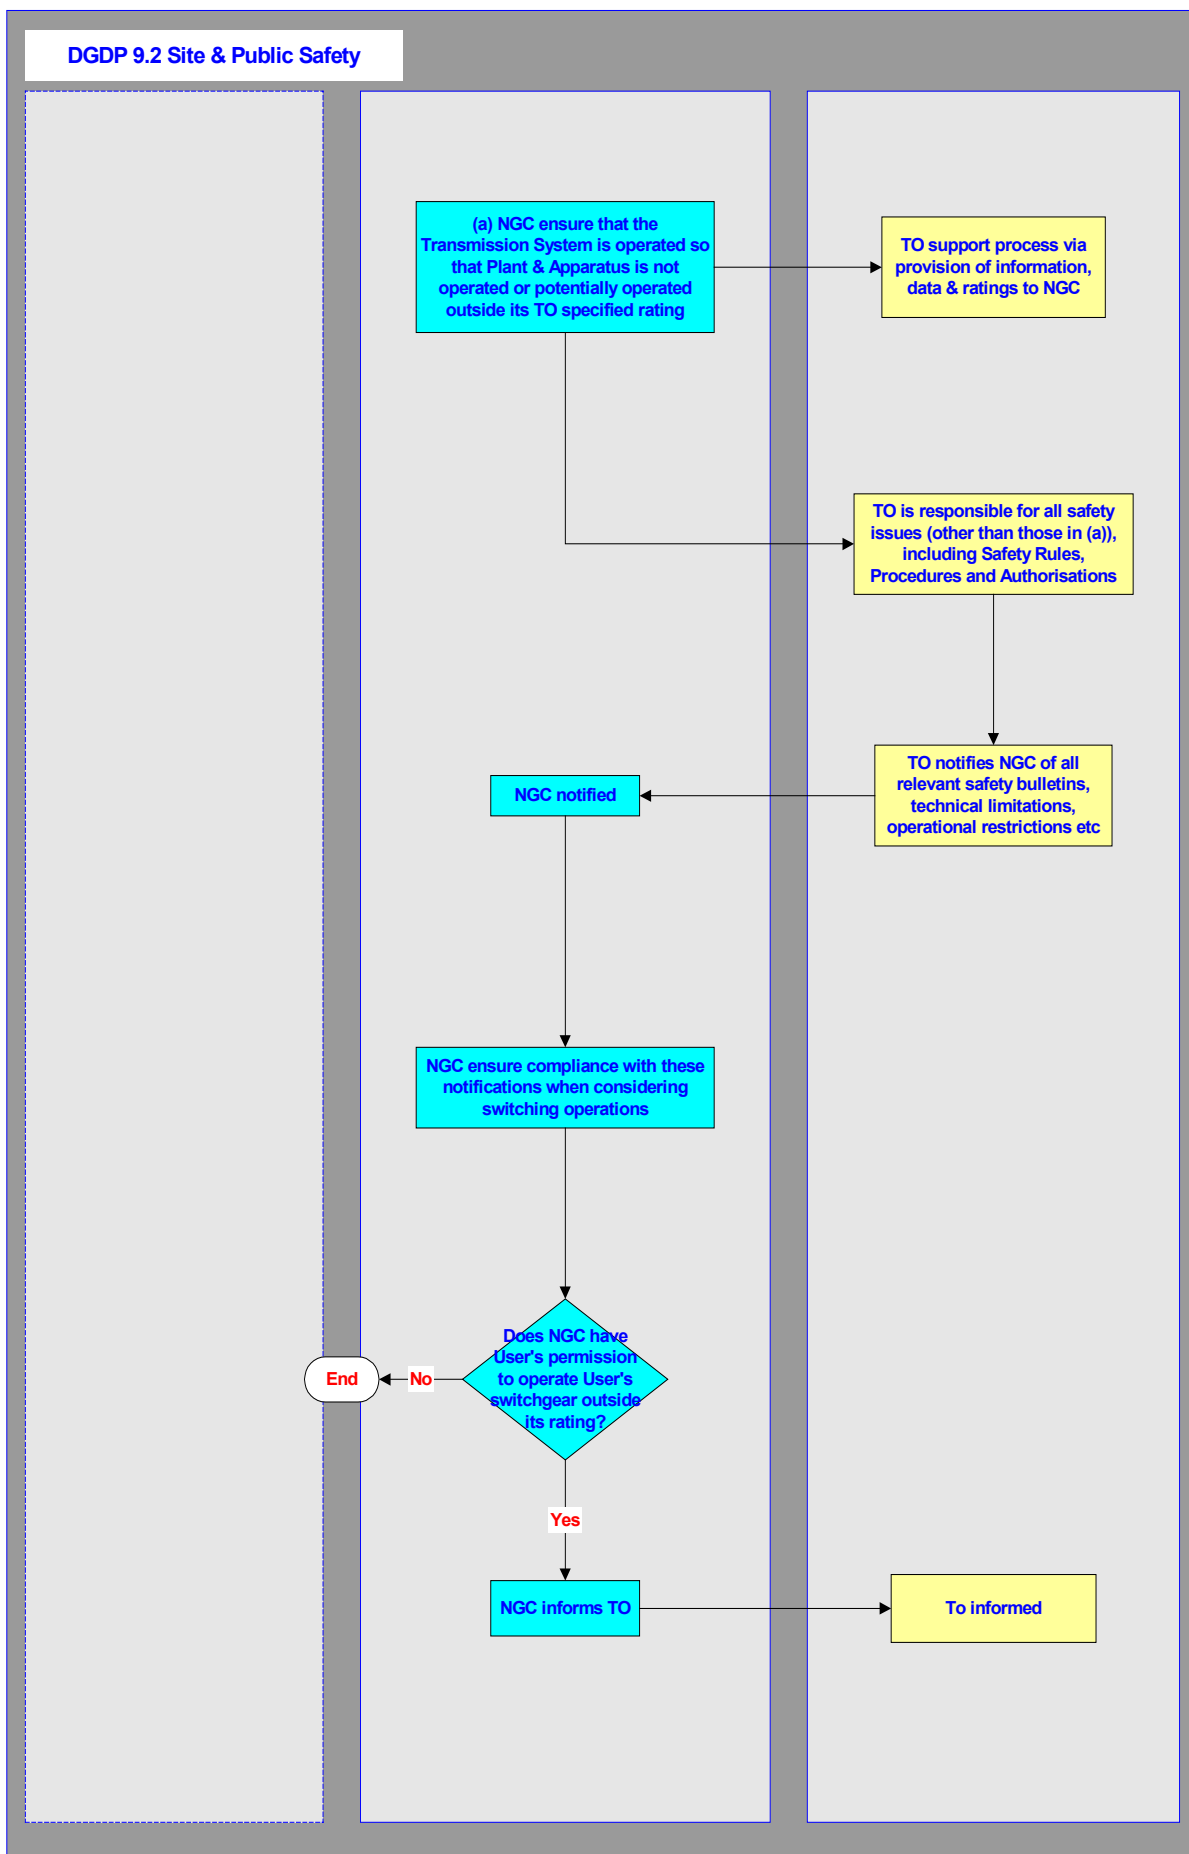 DGDP 9.2 Site & Public Safety
(a) NGC ensure that the
Transmission System is operated so
that Plant & Apparatus is not
operated or potentially operated
outside its TO specified rating
TO support process via
provision of information,
data & ratings to NGC
TO is responsible for all safety
issues (other than those in (a)),
including Safety Rules,
Procedures and Authorisations
TO notifies NGC of all
relevant safety bulletins,
technical limitations,
operational restrictions etc
NGC notified
NGC ensure compliance with these
notifications when considering
switching operations
Does NGC have
User's permission
to operate User's
switchgear outside
its rating?
No
End
Yes
NGC informs TO
To informed